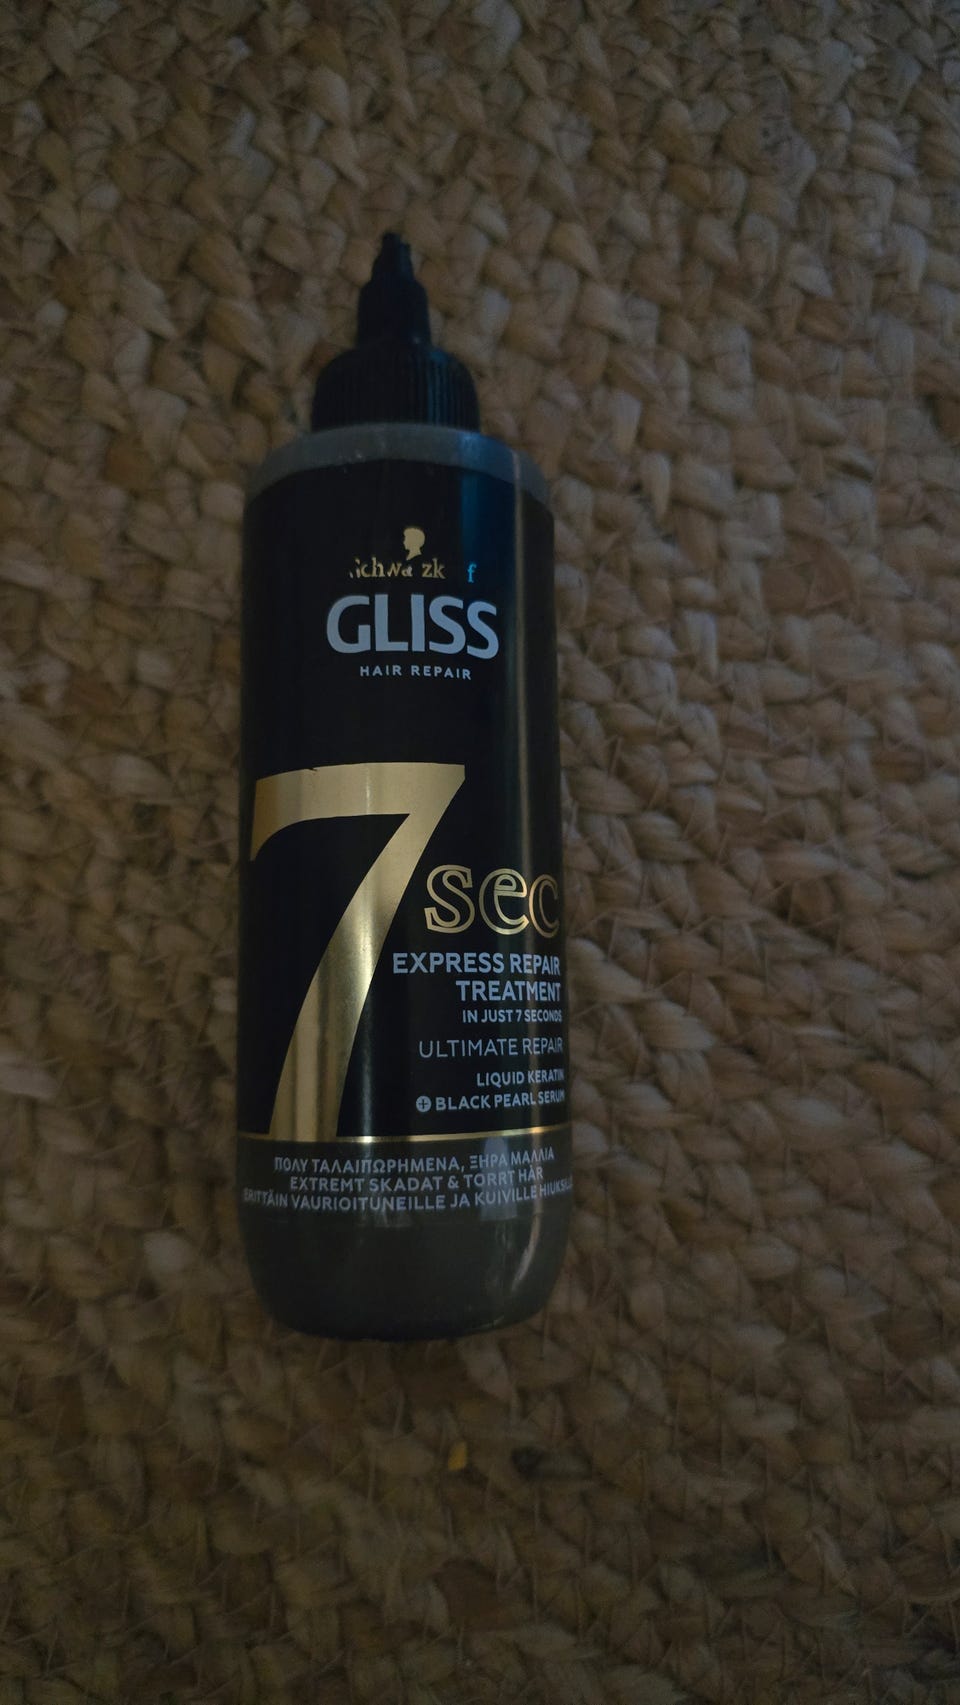 Schwarzkopf
GLISS
HAIR REPAIR
7 sec
EXPRESS REPAIR
TREATMENT
IN JUST 7 SECONDS
ULTIMATE REPAIR
LIQUID KERATIN
+ BLACK PEARL SERUM
ΠΟΛΥ ΤΑΛΑΙΠΩΡΗΜΕΝΑ, ΞΗΡΑ ΜΑΛΛΙΑ
EXTREMT SKADAT & TORRT HÅR
ERITTÄIN VAURIOITUNEILLE JA KUIVILLE